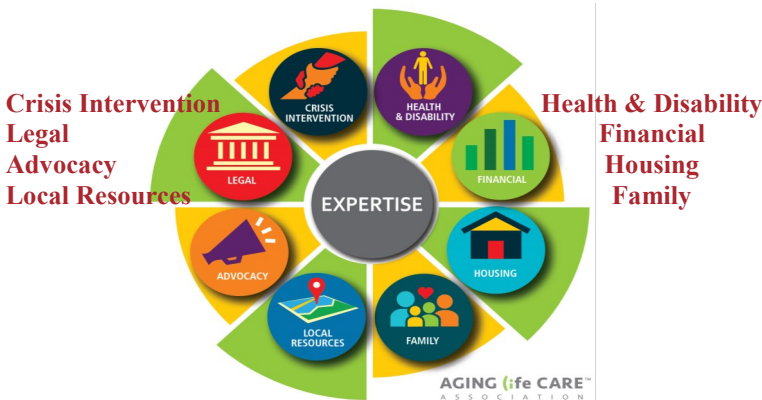 Crisis Intervention
Legal
Advocacy
Local Resources
CRISIS
INTERVENTION
HEALTH
& DISABILITY
LEGAL
FINANCIAL
EXPERTISE
ADVOCACY
HOUSING
LOCAL
RESOURCES
FAMILY
Health & Disability
Financial
Housing
Family
AGING life CARE™
ASSOCIATION